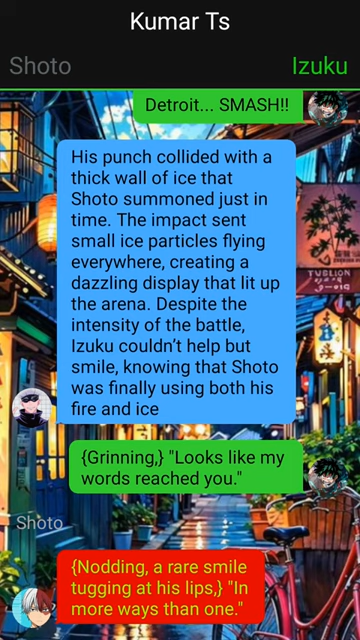 Kumar Ts
Shoto
Izuku
Detroit... SMASH!!
His punch collided with a
thick wall of ice that
Shoto summoned just in
time. The impact sent
small ice particles flying
everywhere, creating a
dazzling display that lit up
the arena. Despite the
intensity of the battle,
Izuku couldn't help but
smile, knowing that Shoto
was finally using both his
fire and ice
{Grinning,} "Looks like my
words reached you."
Shoto
{Nodding, a rare smile
tugging at his lips,} "In
more ways than one."